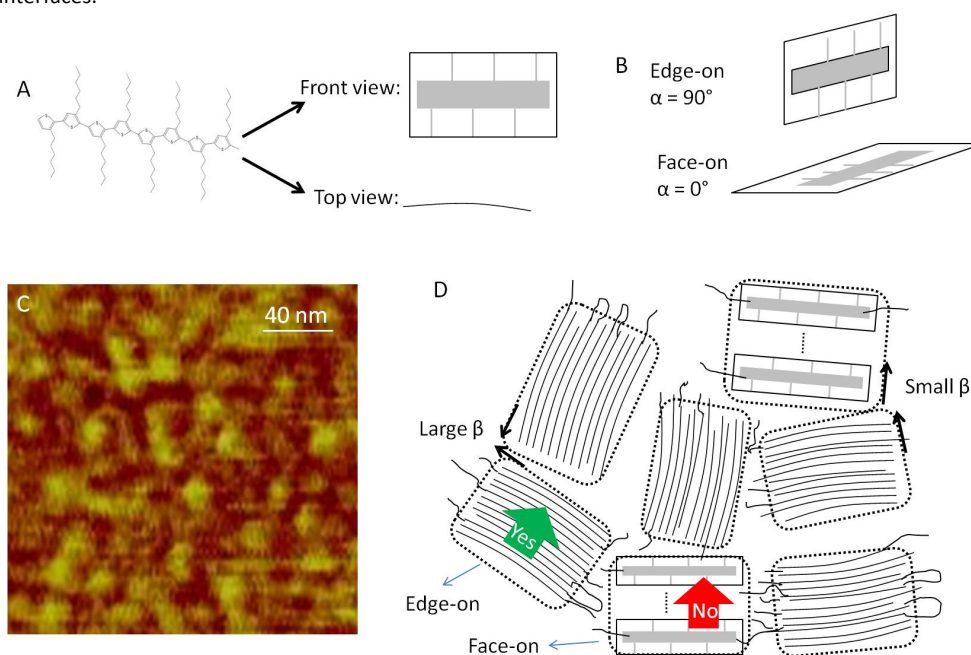 interfaces.
A
Front view:
Top view:
B
Edge-on
α = 90°
Face-on
α = 0°
C
40 nm
D
Large β
Small β
Yes
No
Edge-on
Face-on